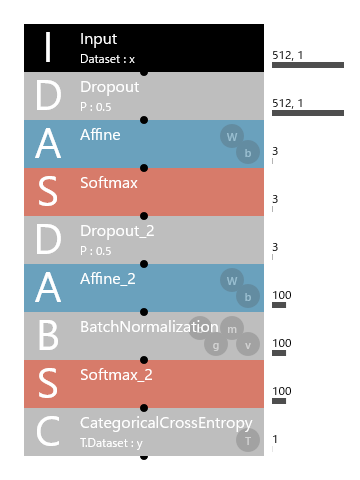 I Input 512, 1
Dataset : x
D Dropout 512, 1
P : 0.5
A Affine W b 3
S Softmax 3
D Dropout_2 3
P : 0.5
A Affine_2 W b 100
B BatchNormalization m g v 100
S Softmax_2 100
C CategoricalCrossEntropy 1
T.Dataset : y T